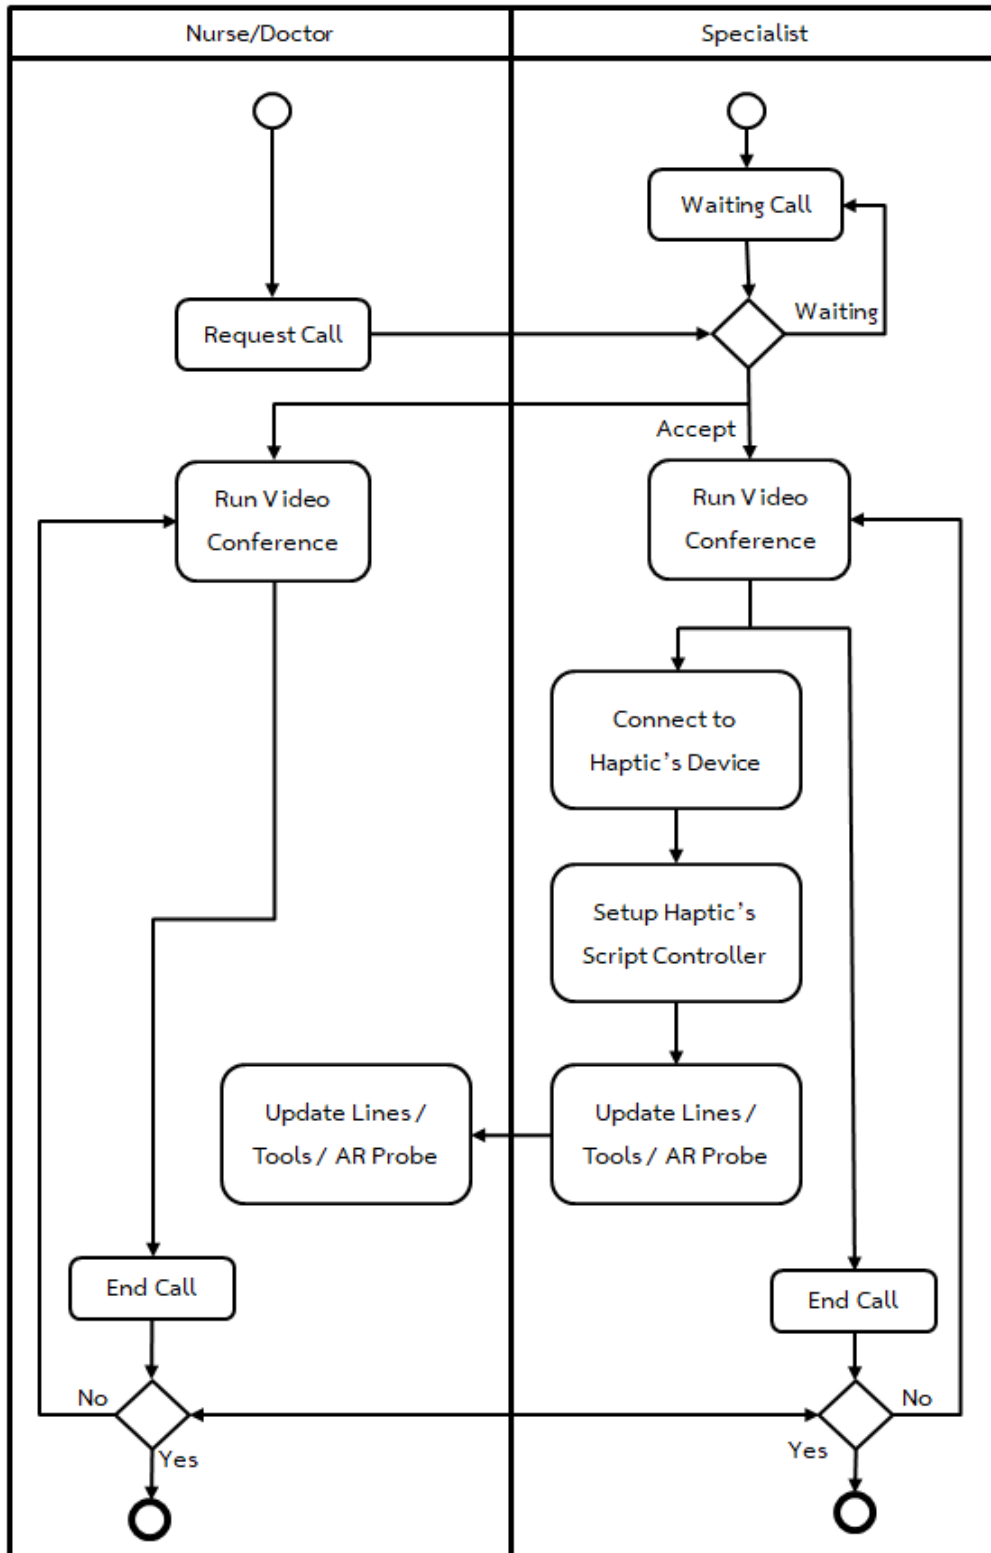 Nurse/Doctor
Specialist
Waiting Call
Waiting
Request Call
Accept
Run Video
Conference
Run Video
Conference
Connect to
Haptic's Device
Setup Haptic's
Script Controller
Update Lines /
Tools / AR Probe
Update Lines /
Tools / AR Probe
End Call
End Call
No
No
Yes
Yes